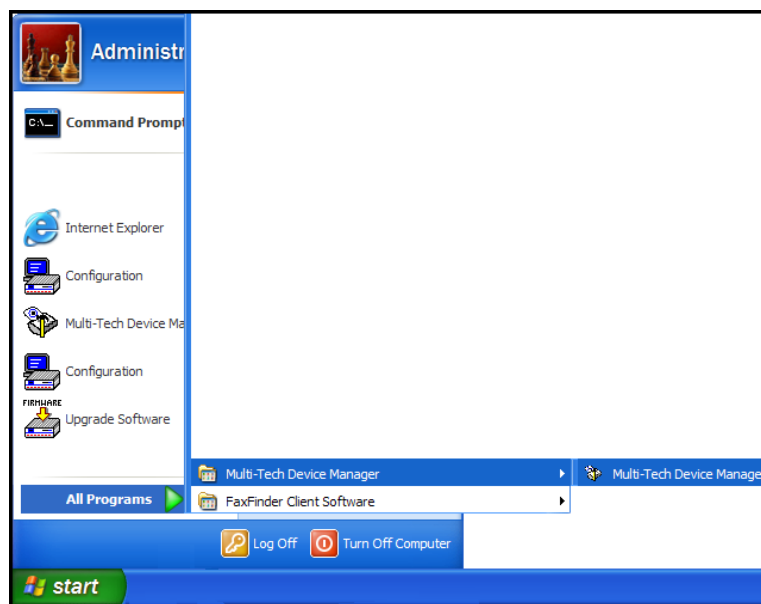 Administr
C:\_
Command Prompt
Internet Explorer
Configuration
Multi-Tech Device Ma
Configuration
FIRMWARE
Upgrade Software
Multi-Tech Device Manager
Multi-Tech Device Manage
All Programs
FaxFinder Client Software
Log Off
Turn Off Computer
start